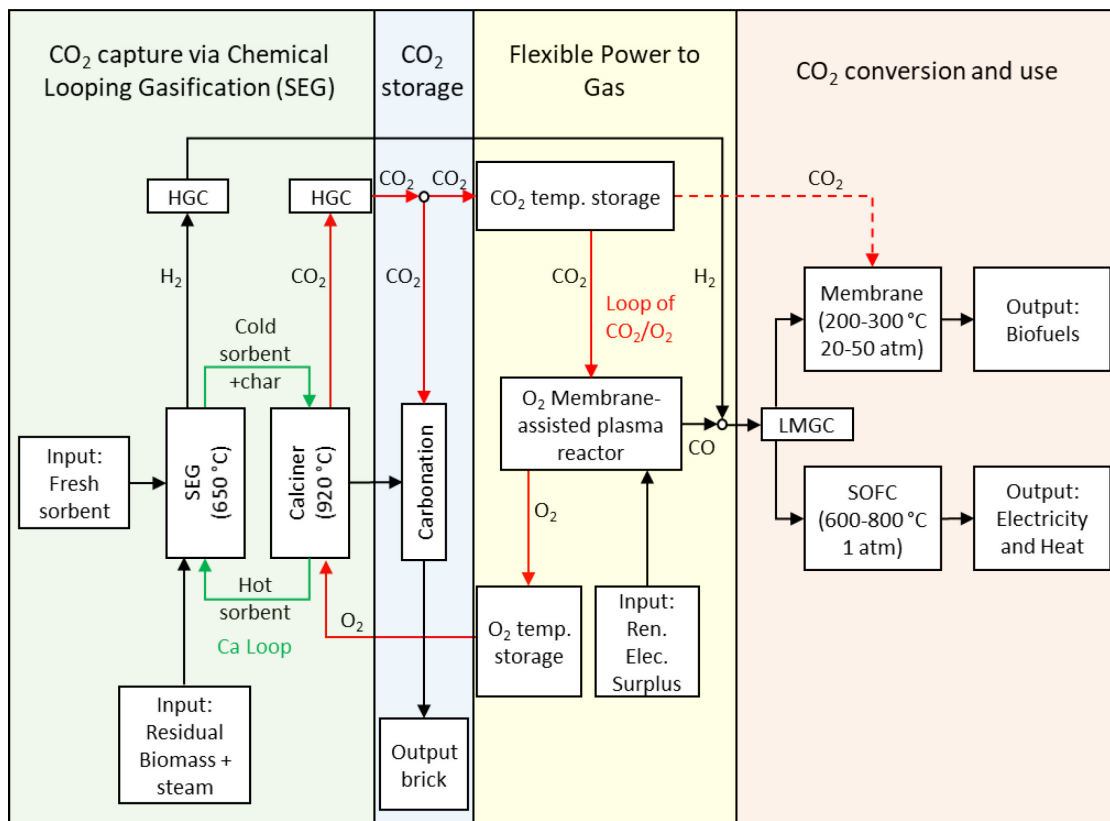 CO₂ capture via Chemical
Looping Gasification (SEG)
CO₂
storage
Flexible Power to
Gas
CO₂ conversion and use
HGC
HGC
CO₂
CO₂
CO₂ temp. storage
CO₂
H₂
CO₂
CO₂
CO₂
H₂
Loop of
CO₂/O₂
Membrane
(200-300 °C
20-50 atm)
Output:
Biofuels
Cold
sorbent
+char
Input:
Fresh
sorbent
SEG
(650 °C)
Calciner
(920 °C)
Carbonation
O₂ Membrane-
assisted plasma
reactor
CO
LMGC
SOFC
(600-800 °C
1 atm)
Output:
Electricity
and Heat
Hot
sorbent
Ca Loop
O₂
O₂
O₂ temp.
storage
Input:
Ren.
Elec.
Surplus
Input:
Residual
Biomass +
steam
Output
brick